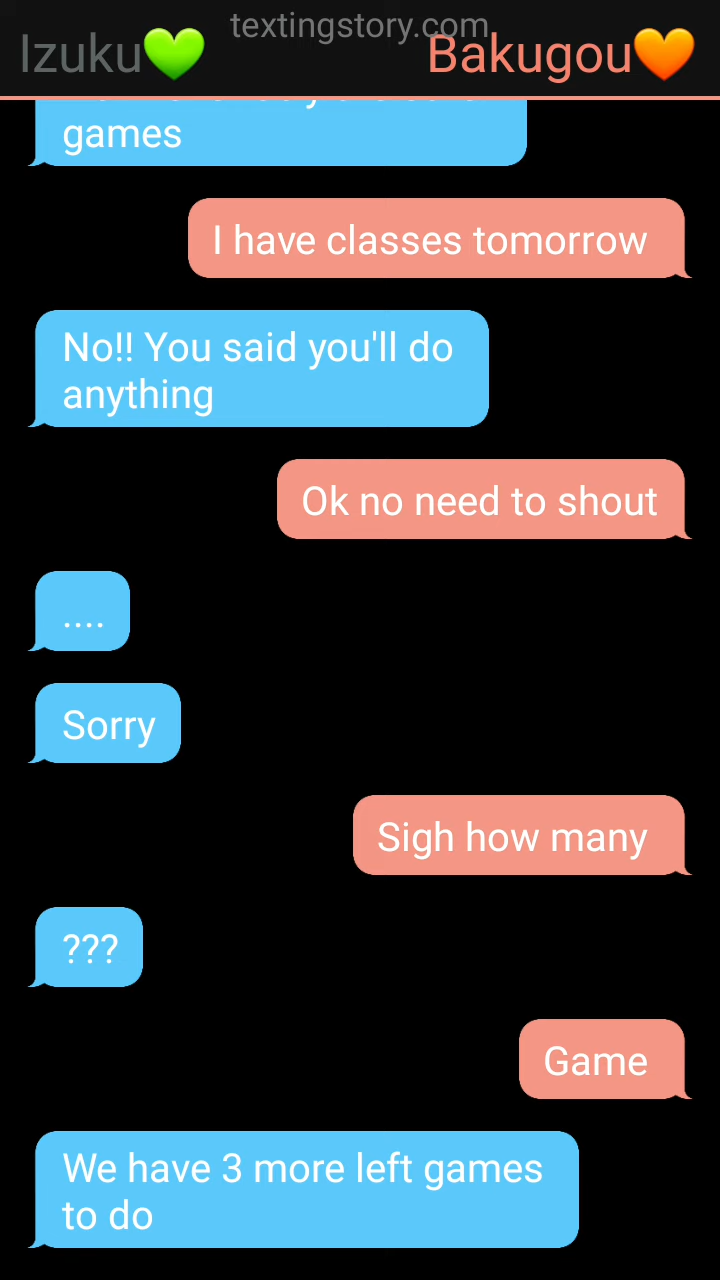 textingstory.com
Izuku💚
Bakugou🧡
games
I have classes tomorrow
No!! You said you'll do
anything
Ok no need to shout
....
Sorry
Sigh how many
???
Game
We have 3 more left games
to do